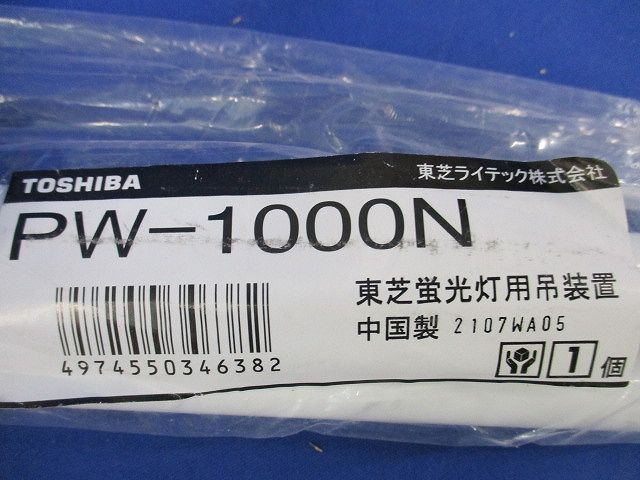 TOSHIBA 東芝ライテック株式会社
PW-1000N
東芝蛍光灯用吊装置
中国製 2107WA05
4974550346382
1個